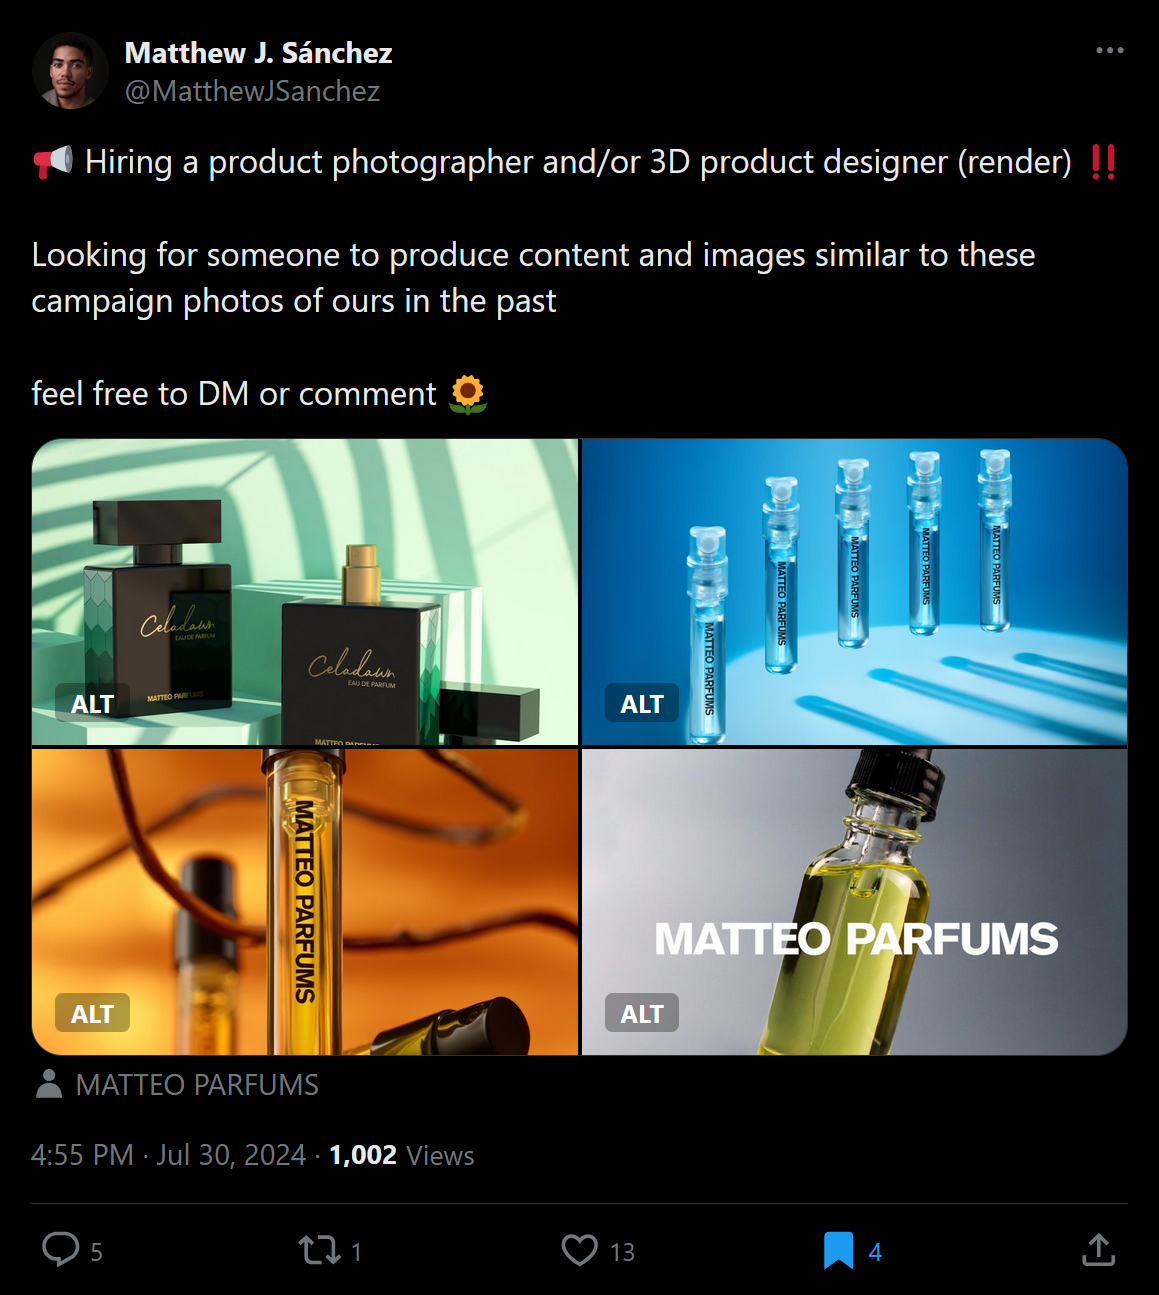 Matthew J. Sánchez
@MatthewJSanchez
📢 Hiring a product photographer and/or 3D product designer (render) ‼️
Looking for someone to produce content and images similar to these
campaign photos of ours in the past
feel free to DM or comment 🌻
Celadawn
EAU DE PARFUM
MATTEO PARFUMS
Celadawn
EAU DE PARFUM
MATTEO PARFUMS
ALT
MATTEO PARFUMS
MATTEO PARFUMS
MATTEO PARFUMS
MATTEO PARFUMS
MATTEO PARFUMS
ALT
MATTEO PARFUMS
ALT
MATTEO PARFUMS
ALT
MATTEO PARFUMS
4:55 PM · Jul 30, 2024 · 1,002 Views
5 1 13 4